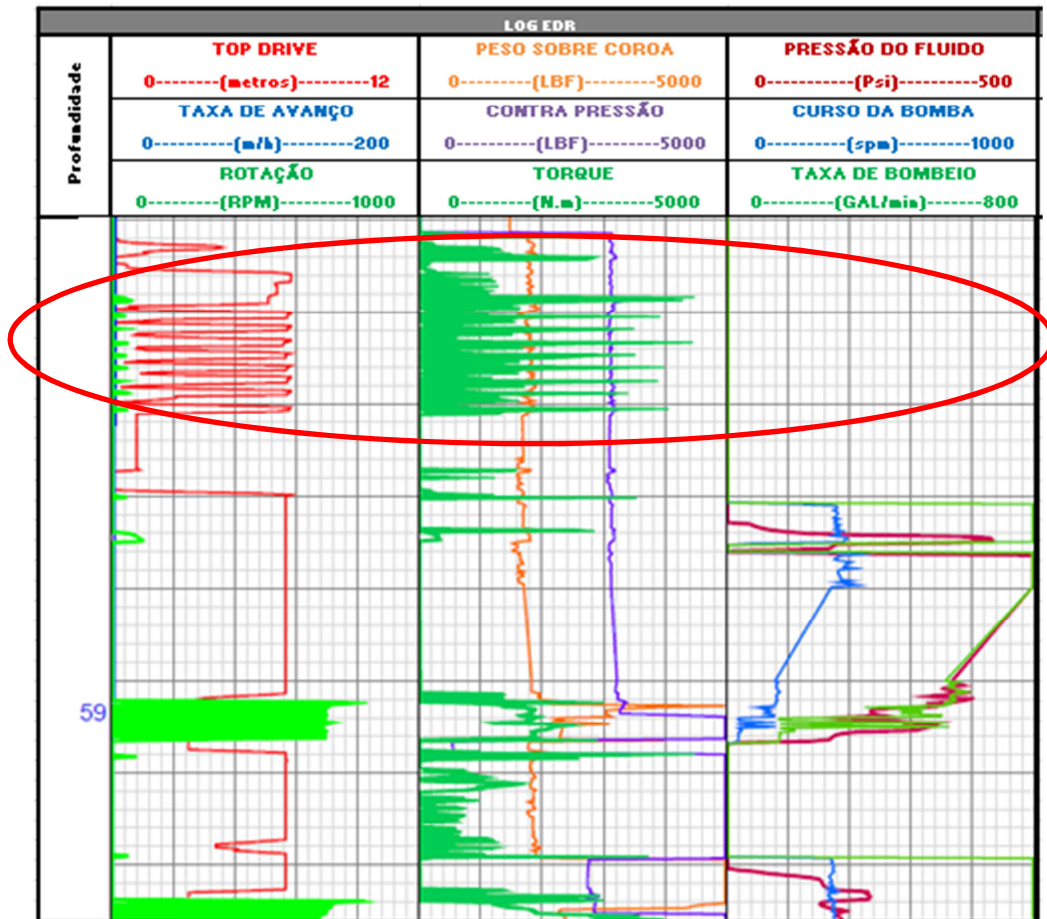 LOG EDR
Profundidade
TOP DRIVE
0--------(metros)---------12
PESO SOBRE COROA
0---------(LBF)--------5000
PRESSÃO DO FLUIDO
0-----------(Psi)--------500
TAXA DE AVANÇO
0---------(m/h)---------200
CONTRA PRESSÃO
0---------(LBF)--------5000
CURSO DA BOMBA
0----------(spm)-------1000
ROTAÇÃO
0---------(RPM)--------1000
TORQUE
0---------(N.m)--------5000
TAXA DE BOMBEIO
0---------(GAL/min)-------800
59